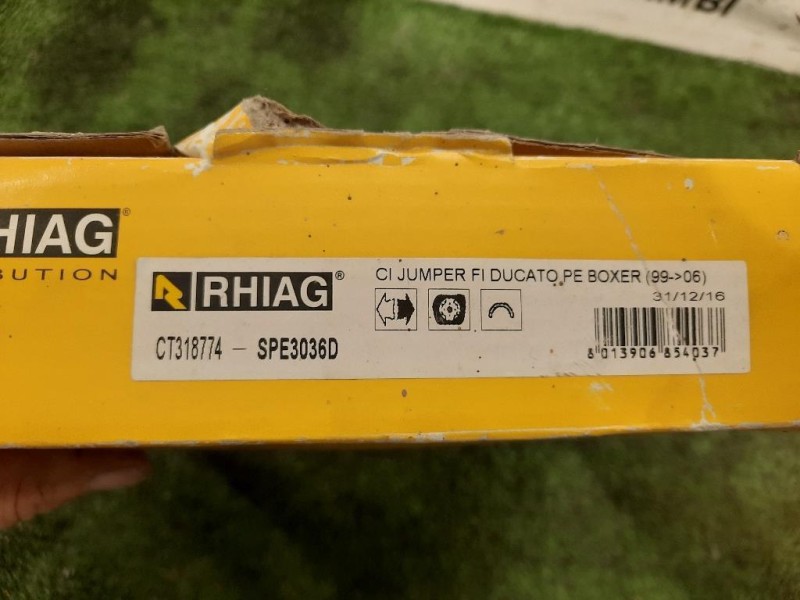 RHIAG®
BUTION
RHIAG®
CI JUMPER FI DUCATO PE BOXER (99->06)
31/12/16
CT318774 - SPE3036D
8 013906 854037